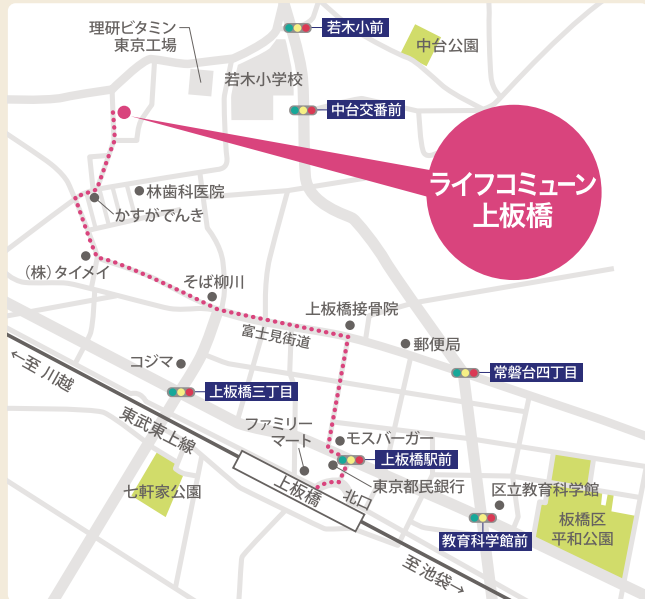 理研ビタミン
東京工場
若木小前
中台公園
若木小学校
中台交番前
ライフコミューン
上板橋
林歯科医院
かすがでんき
（株）タイメイ
そば柳川
上板橋接骨院
富士見街道
郵便局
コジマ
常盤台四丁目
←至 川越
上板橋三丁目
東武東上線
ファミリー
マート
モスバーガー
上板橋駅前
東京都民銀行
七軒家公園
上板橋
北口
区立教育科学館
板橋区
平和公園
教育科学館前
至池袋→